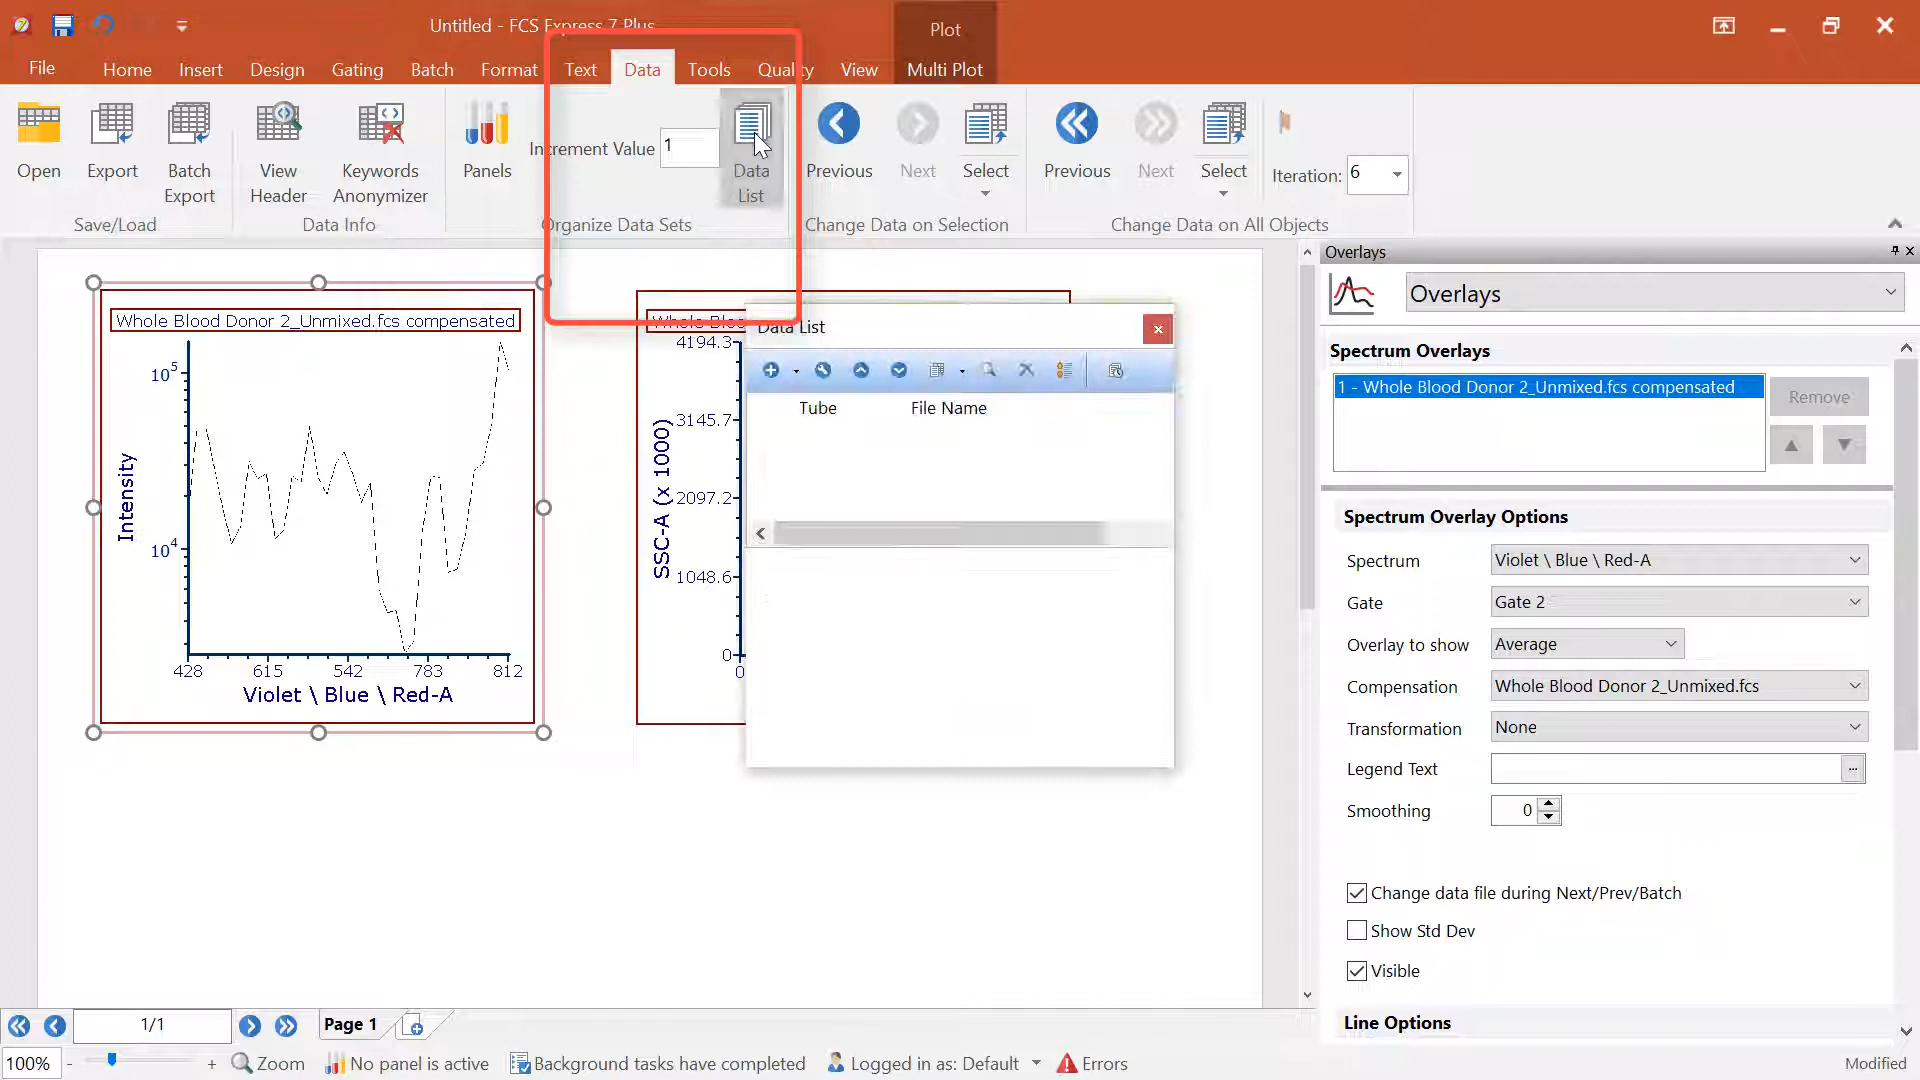 Untitled - FCS Express 7 Plus
Plot
File
Home
Insert
Design
Gating
Batch
Format
Text
Data
Tools
Quality
View
Multi Plot
Open
Export
Batch
Export
View
Header
Keywords
Anonymizer
Panels
Increment Value
1
Data
List
Previous
Next
Select
Previous
Next
Select
Iteration:
6
Save/Load
Data Info
Organize Data Sets
Change Data on Selection
Change Data on All Objects
Whole Blood Donor 2_Unmixed.fcs compensated
10^5
10^4
Intensity
428
615
542
783
812
Violet \ Blue \ Red-A
Whole Bloo
4194.3
3145.7
2097.2
1048.6
0
0
SSC-A (x 1000)
Data List
Tube
File Name
Overlays
Overlays
Spectrum Overlays
1 - Whole Blood Donor 2_Unmixed.fcs compensated
Remove
Spectrum Overlay Options
Spectrum
Violet \ Blue \ Red-A
Gate
Gate 2
Overlay to show
Average
Compensation
Whole Blood Donor 2_Unmixed.fcs
Transformation
None
Legend Text
...
Smoothing
0
Change data file during Next/Prev/Batch
Show Std Dev
Visible
Line Options
1/1
Page 1
100%
-
+
Zoom
No panel is active
Background tasks have completed
Logged in as: Default
Errors
Modified